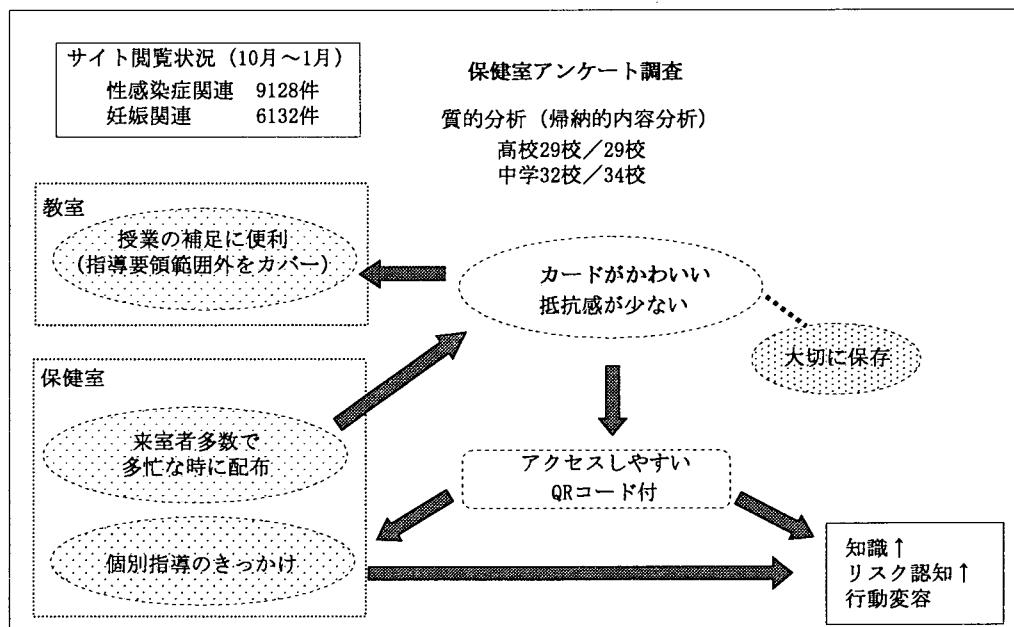 サイト閲覧状況(10月～1月)
性感染症関連 9128件
妊娠関連 6132件
保健室アンケート調査
質的分析(帰納的内容分析)
高校29校／29校
中学32校／34校
教室
授業の補足に便利
(指導要領範囲外をカバー)
カードがかわいい
抵抗感が少ない
大切に保存
保健室
来室者多数で
多忙な時に配布
アクセスしやすい
QRコード付
個別指導のきっかけ
知識↑
リスク認知↑
行動変容